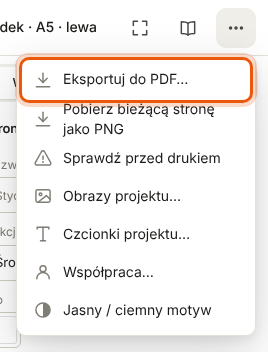 dek · A5 · lewa
Eksportuj do PDF...
Pobierz bieżącą stronę
jako PNG
Sprawdź przed drukiem
Obrazy projektu...
Czcionki projektu...
Współpraca...
Jasny / ciemny motyw